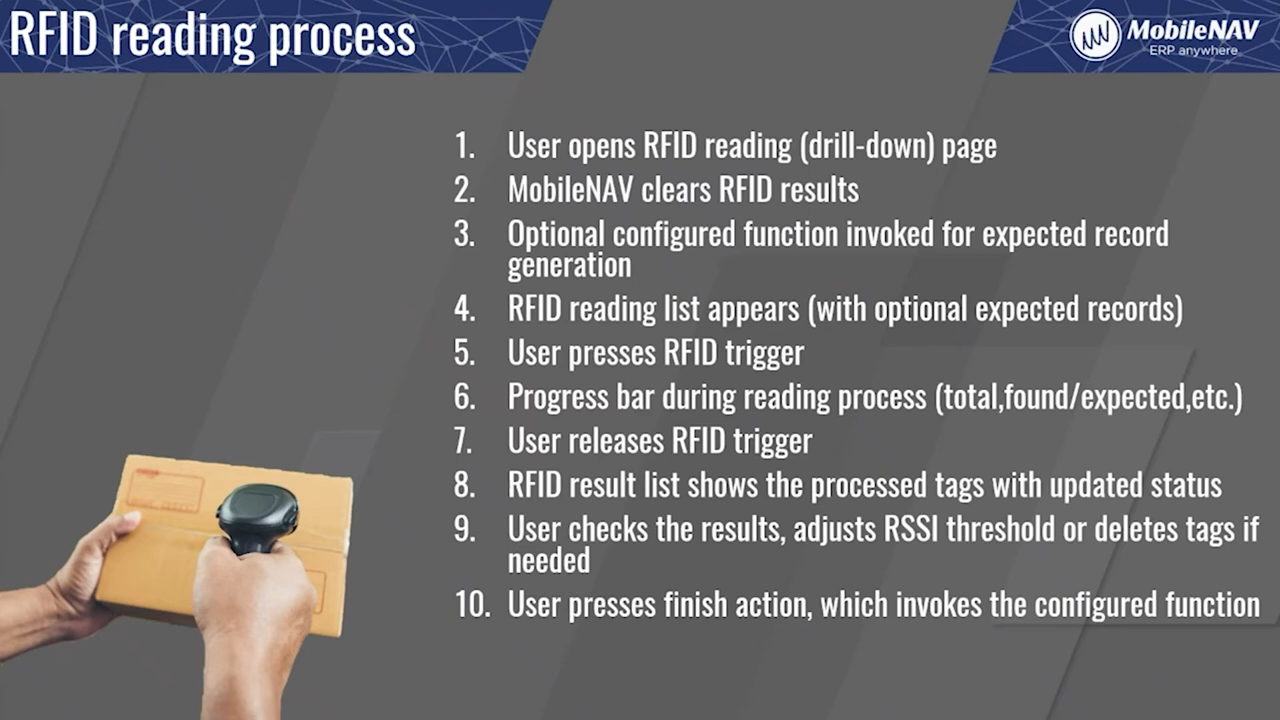 RFID reading process
MobileNAV
ERP anywhere
1. User opens RFID reading (drill-down) page
2. MobileNAV clears RFID results
3. Optional configured function invoked for expected record
generation
4. RFID reading list appears (with optional expected records)
5. User presses RFID trigger
6. Progress bar during reading process (total,found/expected,etc.)
7. User releases RFID trigger
8. RFID result list shows the processed tags with updated status
9. User checks the results, adjusts RSSI threshold or deletes tags if
needed
10. User presses finish action, which invokes the configured function